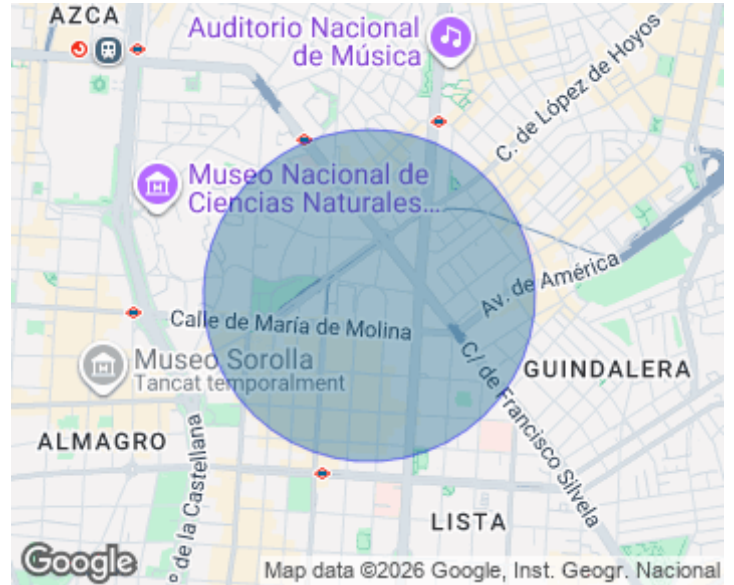 AZCA
Auditorio Nacional
de Música
C. de López de Hoyos
Museo Nacional de
Ciencias Naturales....
Av. de América
Calle de María de Molina
Museo Sorolla
Tancat temporalment
C/ de Francisco Silvela
GUINDALERA
ALMAGRO
º de la Castellana
LISTA
Google
Map data ©2026 Google, Inst. Geogr. Nacional